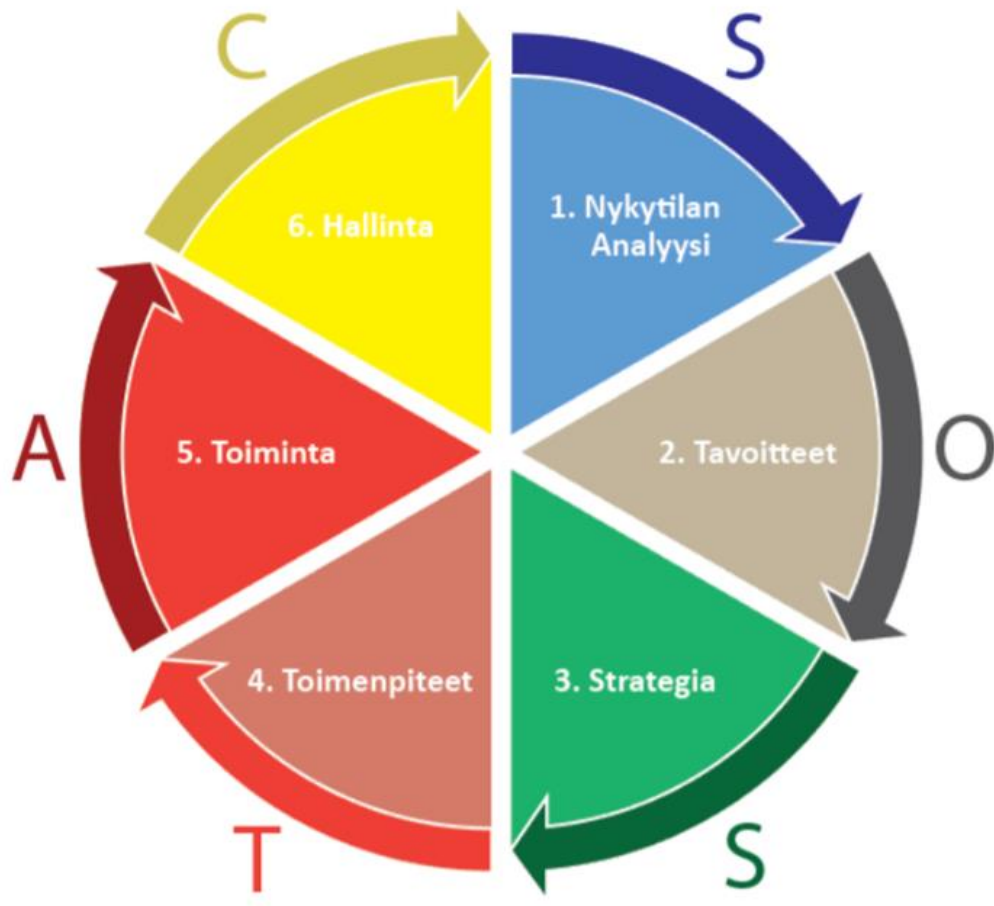 C
S
1. Nykytilan
Analyysi
6. Hallinta
A
5. Toiminta
2. Tavoitteet
O
4. Toimenpiteet
3. Strategia
T
S